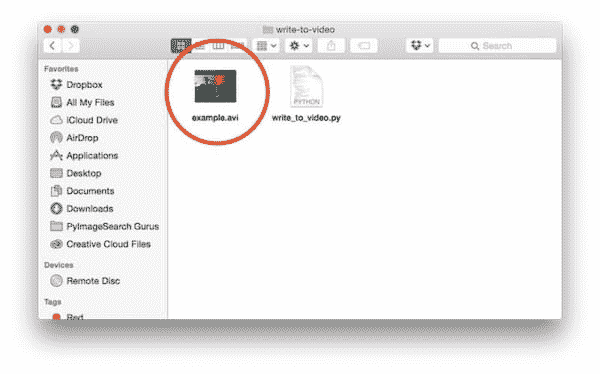 write-to-video
Search
Favorites
Dropbox
All My Files
iCloud Drive
AirDrop
Applications
Desktop
Documents
Downloads
PyImageSearch Gurus
Creative Cloud Files
Devices
Remote Disc
Tags
Red
example.avi
PYTHON
write_to_video.py